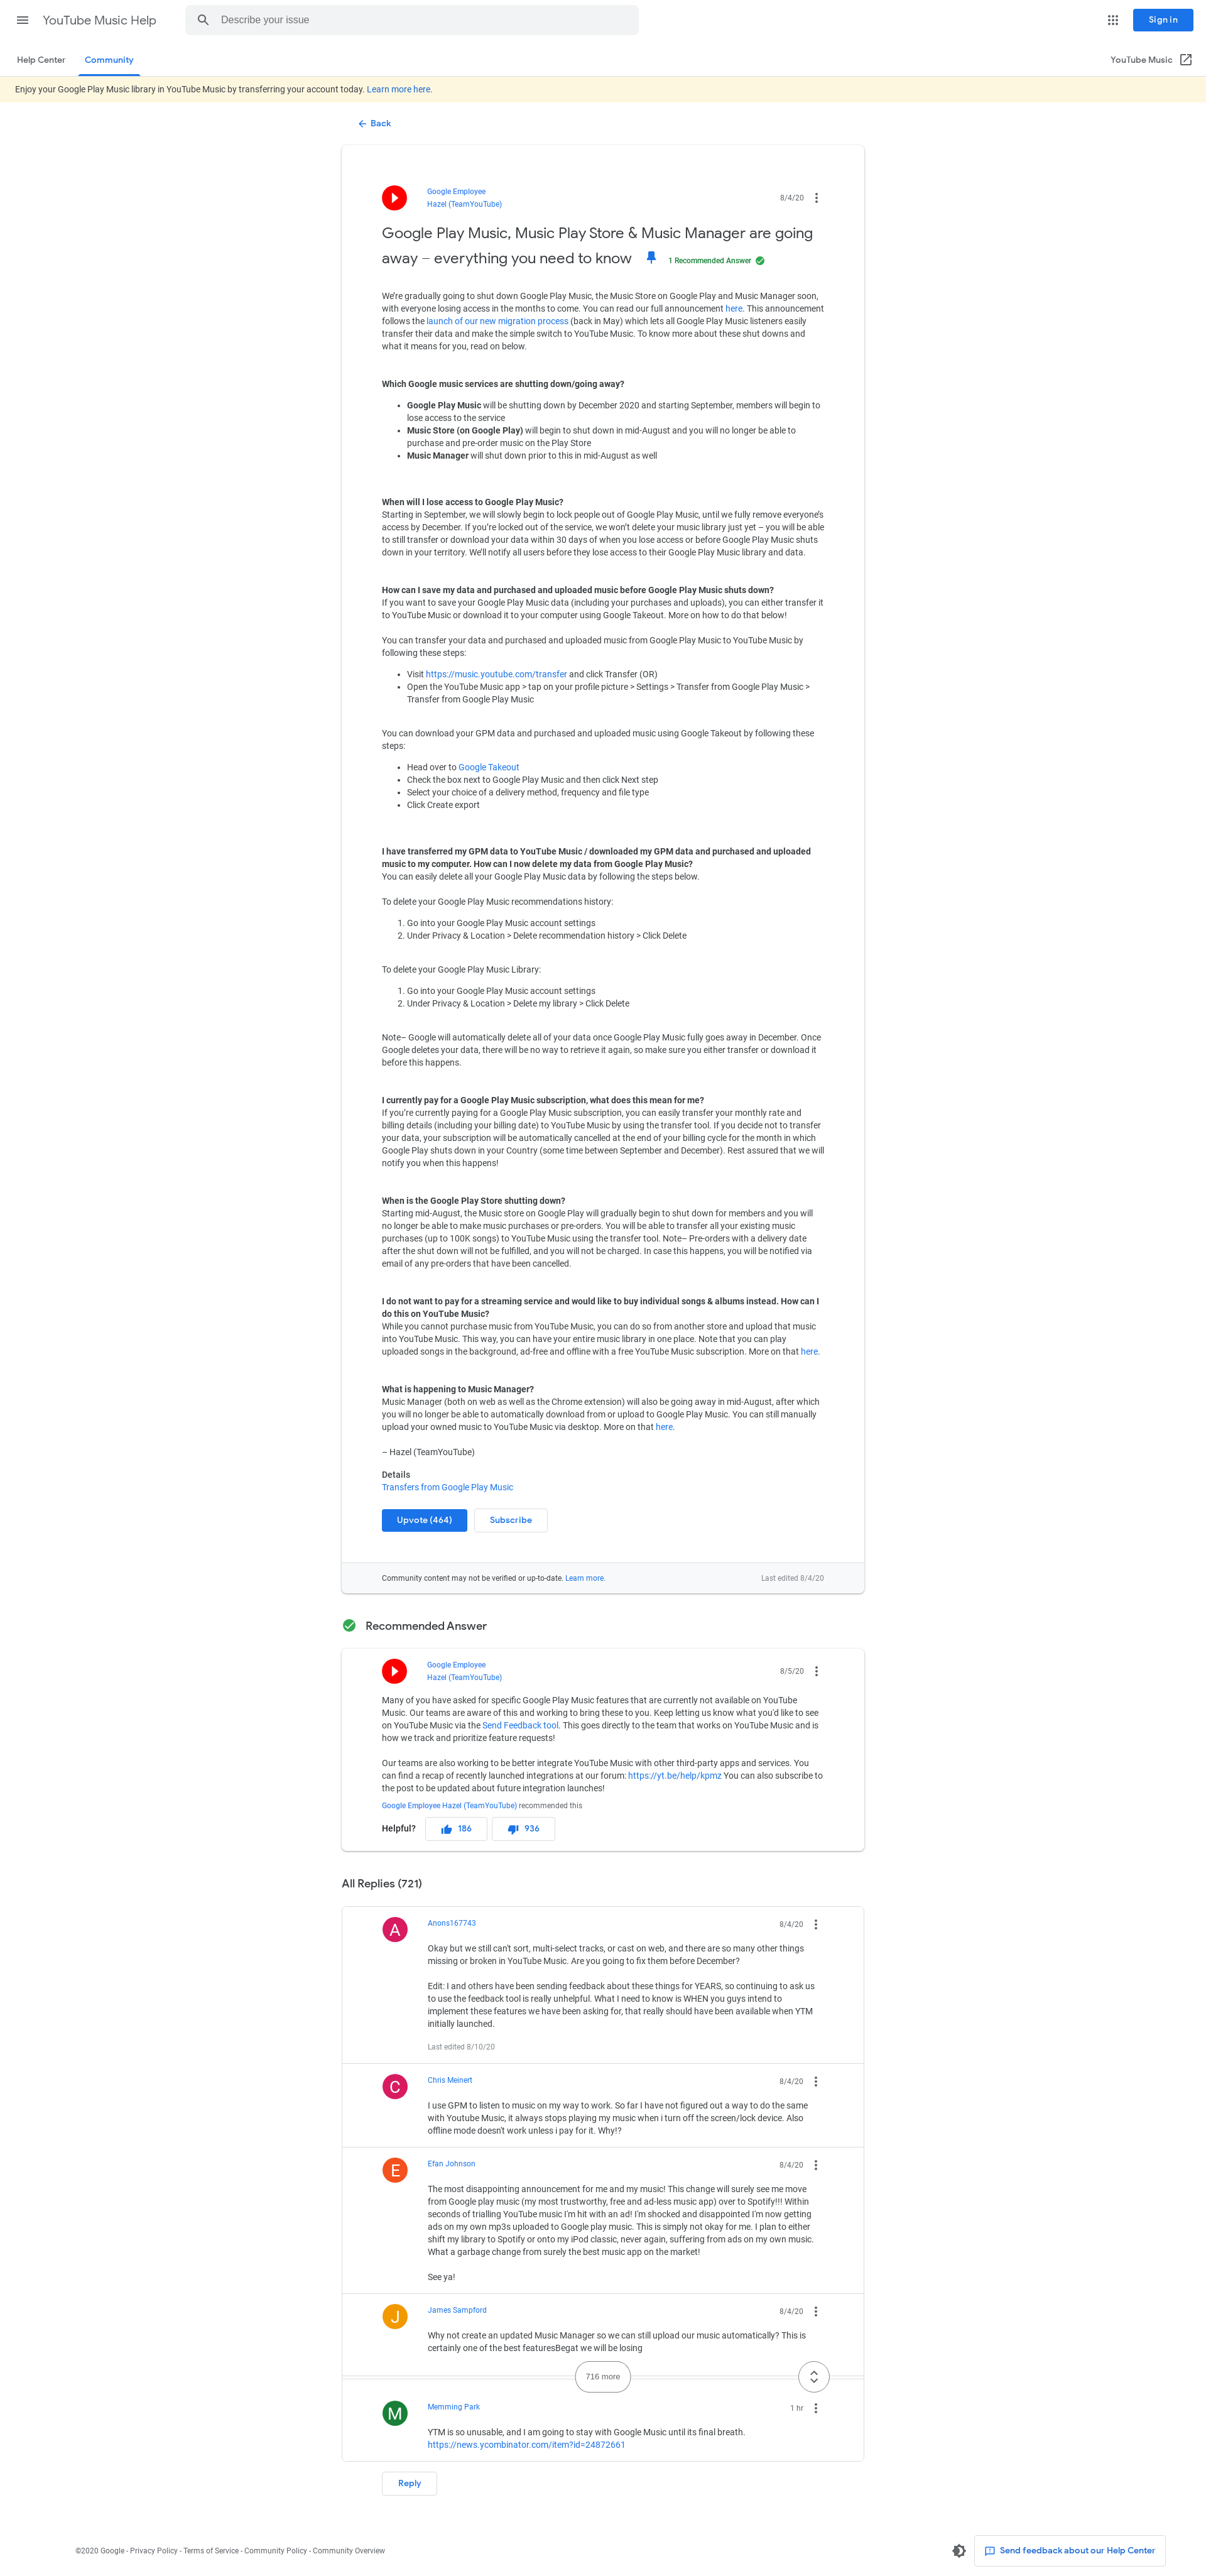 YouTube Music Help
Describe your issue
Sign in
Help Center
Community
YouTube Music
Enjoy your Google Play Music library in YouTube Music by transferring your account today. Learn more here.
Back
Google Employee
Hazel (TeamYouTube)
8/4/20
Google Play Music, Music Play Store & Music Manager are going
away – everything you need to know
1 Recommended Answer
We’re gradually going to shut down Google Play Music, the Music Store on Google Play and Music Manager soon,
with everyone losing access in the months to come. You can read our full announcement here. This announcement
follows the launch of our new migration process (back in May) which lets all Google Play Music listeners easily
transfer their data and make the simple switch to YouTube Music. To know more about these shut downs and
what it means for you, read on below.
Which Google music services are shutting down/going away?
• Google Play Music will be shutting down by December 2020 and starting September, members will begin to
lose access to the service
• Music Store (on Google Play) will begin to shut down in mid-August and you will no longer be able to
purchase and pre-order music on the Play Store
• Music Manager will shut down prior to this in mid-August as well
When will I lose access to Google Play Music?
Starting in September, we will slowly begin to lock people out of Google Play Music, until we fully remove everyone’s
access by December. If you’re locked out of the service, we won’t delete your music library just yet – you will be able
to still transfer or download your data within 30 days of when you lose access or before Google Play Music shuts
down in your territory. We’ll notify all users before they lose access to their Google Play Music library and data.
How can I save my data and purchased and uploaded music before Google Play Music shuts down?
If you want to save your Google Play Music data (including your purchases and uploads), you can either transfer it
to YouTube Music or download it to your computer using Google Takeout. More on how to do that below!
You can transfer your data and purchased and uploaded music from Google Play Music to YouTube Music by
following these steps:
• Visit https://music.youtube.com/transfer and click Transfer (OR)
• Open the YouTube Music app > tap on your profile picture > Settings > Transfer from Google Play Music >
Transfer from Google Play Music
You can download your GPM data and purchased and uploaded music using Google Takeout by following these
steps:
• Head over to Google Takeout
• Check the box next to Google Play Music and then click Next step
• Select your choice of a delivery method, frequency and file type
• Click Create export
I have transferred my GPM data to YouTube Music / downloaded my GPM data and purchased and uploaded
music to my computer. How can I now delete my data from Google Play Music?
You can easily delete all your Google Play Music data by following the steps below.
To delete your Google Play Music recommendations history:
1. Go into your Google Play Music account settings
2. Under Privacy & Location > Delete recommendation history > Click Delete
To delete your Google Play Music Library:
1. Go into your Google Play Music account settings
2. Under Privacy & Location > Delete my library > Click Delete
Note– Google will automatically delete all of your data once Google Play Music fully goes away in December. Once
Google deletes your data, there will be no way to retrieve it again, so make sure you either transfer or download it
before this happens.
I currently pay for a Google Play Music subscription, what does this mean for me?
If you’re currently paying for a Google Play Music subscription, you can easily transfer your monthly rate and
billing details (including your billing date) to YouTube Music by using the transfer tool. If you decide not to transfer
your data, your subscription will be automatically cancelled at the end of your billing cycle for the month in which
Google Play shuts down in your Country (some time between September and December). Rest assured that we will
notify you when this happens!
When is the Google Play Store shutting down?
Starting mid-August, the Music store on Google Play will gradually begin to shut down for members and you will
no longer be able to make music purchases or pre-orders. You will be able to transfer all your existing music
purchases (up to 100K songs) to YouTube Music using the transfer tool. Note– Pre-orders with a delivery date
after the shut down will not be fulfilled, and you will not be charged. In case this happens, you will be notified via
email of any pre-orders that have been cancelled.
I do not want to pay for a streaming service and would like to buy individual songs & albums instead. How can I
do this on YouTube Music?
While you cannot purchase music from YouTube Music, you can do so from another store and upload that music
into YouTube Music. This way, you can have your entire music library in one place. Note that you can play
uploaded songs in the background, ad-free and offline with a free YouTube Music subscription. More on that here.
What is happening to Music Manager?
Music Manager (both on web as well as the Chrome extension) will also be going away in mid-August, after which
you will no longer be able to automatically download from or upload to Google Play Music. You can still manually
upload your owned music to YouTube Music via desktop. More on that here.
– Hazel (TeamYouTube)
Details
Transfers from Google Play Music
Upvote (464)
Subscribe
Community content may not be verified or up-to-date. Learn more.
Last edited 8/4/20
Recommended Answer
Google Employee
Hazel (TeamYouTube)
8/5/20
Many of you have asked for specific Google Play Music features that are currently not available on YouTube
Music. Our teams are aware of this and working to bring these to you. Keep letting us know what you'd like to see
on YouTube Music via the Send Feedback tool. This goes directly to the team that works on YouTube Music and is
how we track and prioritize feature requests!
Our teams are also working to be better integrate YouTube Music with other third-party apps and services. You
can find a recap of recently launched integrations at our forum: https://yt.be/help/kpmz You can also subscribe to
the post to be updated about future integration launches!
Google Employee Hazel (TeamYouTube) recommended this
Helpful?
186
936
All Replies (721)
A
Anons167743
8/4/20
Okay but we still can't sort, multi-select tracks, or cast on web, and there are so many other things
missing or broken in YouTube Music. Are you going to fix them before December?
Edit: I and others have been sending feedback about these things for YEARS, so continuing to ask us
to use the feedback tool is really unhelpful. What I need to know is WHEN you guys intend to
implement these features we have been asking for, that really should have been available when YTM
initially launched.
Last edited 8/10/20
C
Chris Meinert
8/4/20
I use GPM to listen to music on my way to work. So far I have not figured out a way to do the same
with Youtube Music, it always stops playing my music when i turn off the screen/lock device. Also
offline mode doesn't work unless i pay for it. Why!?
E
Efan Johnson
8/4/20
The most disappointing announcement for me and my music! This change will surely see me move
from Google play music (my most trustworthy, free and ad-less music app) over to Spotify!!! Within
seconds of trialling YouTube music I'm hit with an ad! I'm shocked and disappointed I'm now getting
ads on my own mp3s uploaded to Google play music. This is simply not okay for me. I plan to either
shift my library to Spotify or onto my iPod classic, never again, suffering from ads on my own music.
What a garbage change from surely the best music app on the market!
See ya!
J
James Sampford
8/4/20
Why not create an updated Music Manager so we can still upload our music automatically? This is
certainly one of the best featuresBegat we will be losing
716 more
M
Memming Park
1 hr
YTM is so unusable, and I am going to stay with Google Music until its final breath.
https://news.ycombinator.com/item?id=24872661
Reply
©2020 Google - Privacy Policy - Terms of Service - Community Policy - Community Overview
Send feedback about our Help Center